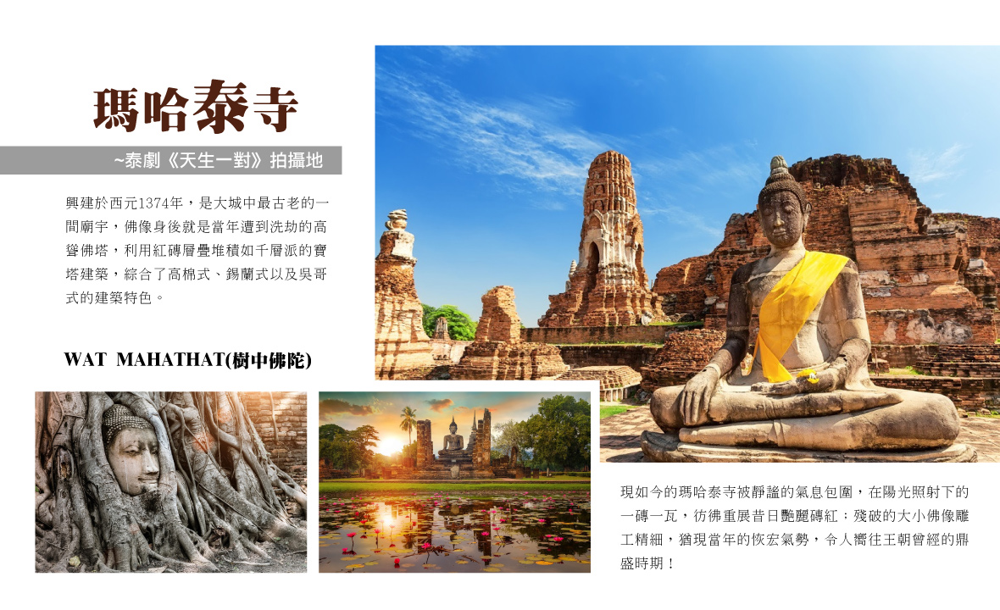 瑪哈泰寺
~泰劇《天生一對》拍攝地
興建於西元1374年，是大城中最古老的一
間廟宇，佛像身後就是當年遭到洗劫的高
聳佛塔，利用紅磚層疊堆積如千層派的寶
塔建築，綜合了高棉式、錫蘭式以及吳哥
式的建築特色。
WAT MAHATHAT(樹中佛陀)
現如今的瑪哈泰寺被靜謐的氣息包圍，在陽光照射下的
一磚一瓦，彷彿重展昔日艷麗磚紅；殘破的大小佛像雕
工精細，猶現當年的恢宏氣勢，令人嚮往王朝曾經的鼎
盛時期！